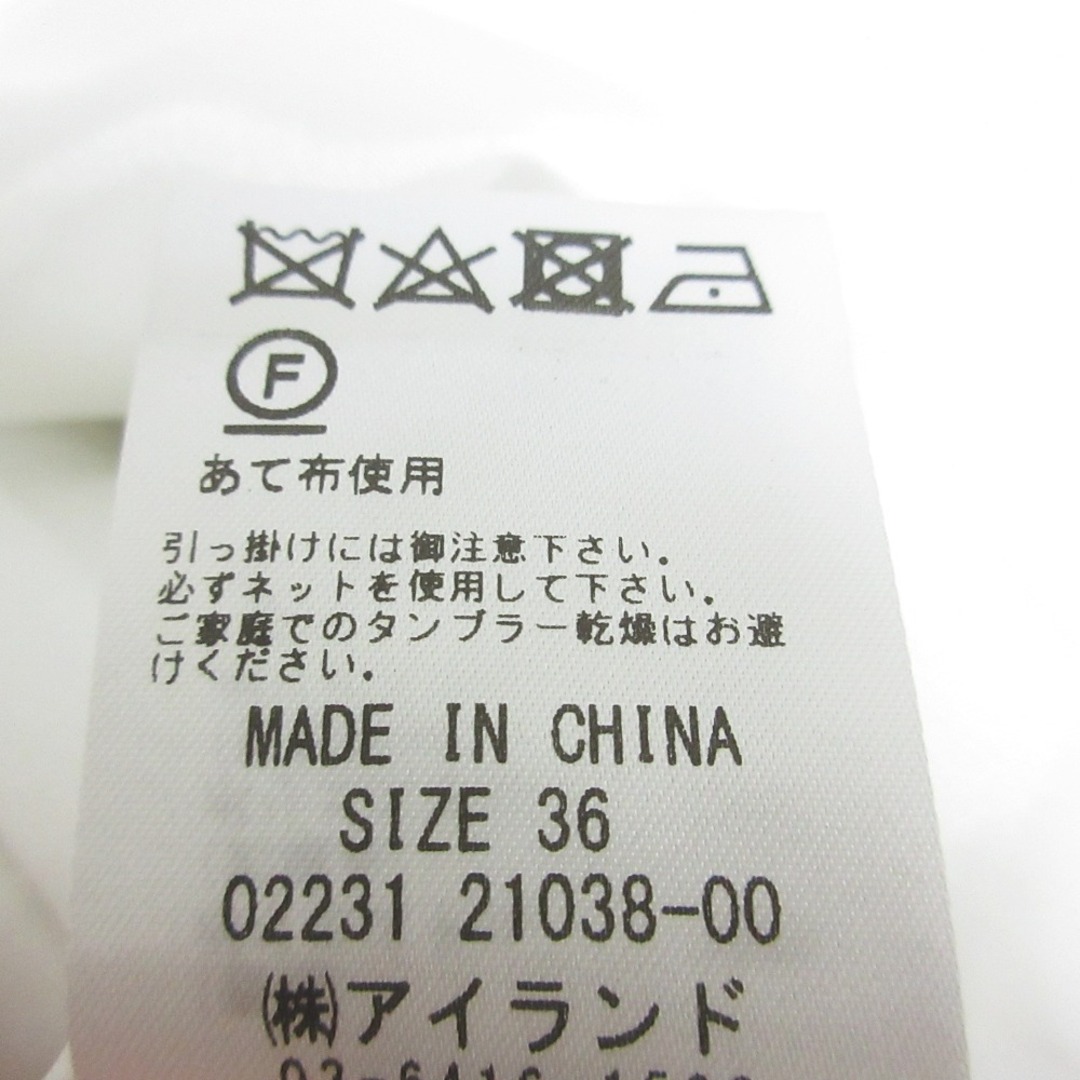 F
あて布使用
引っ掛けには御注意下さい.
必ずネットを使用して下さい.
ご家庭でのタンブラー乾燥はお避
けください.
MADE IN CHINA
SIZE 36
02231 21038-00
㈱アイランド